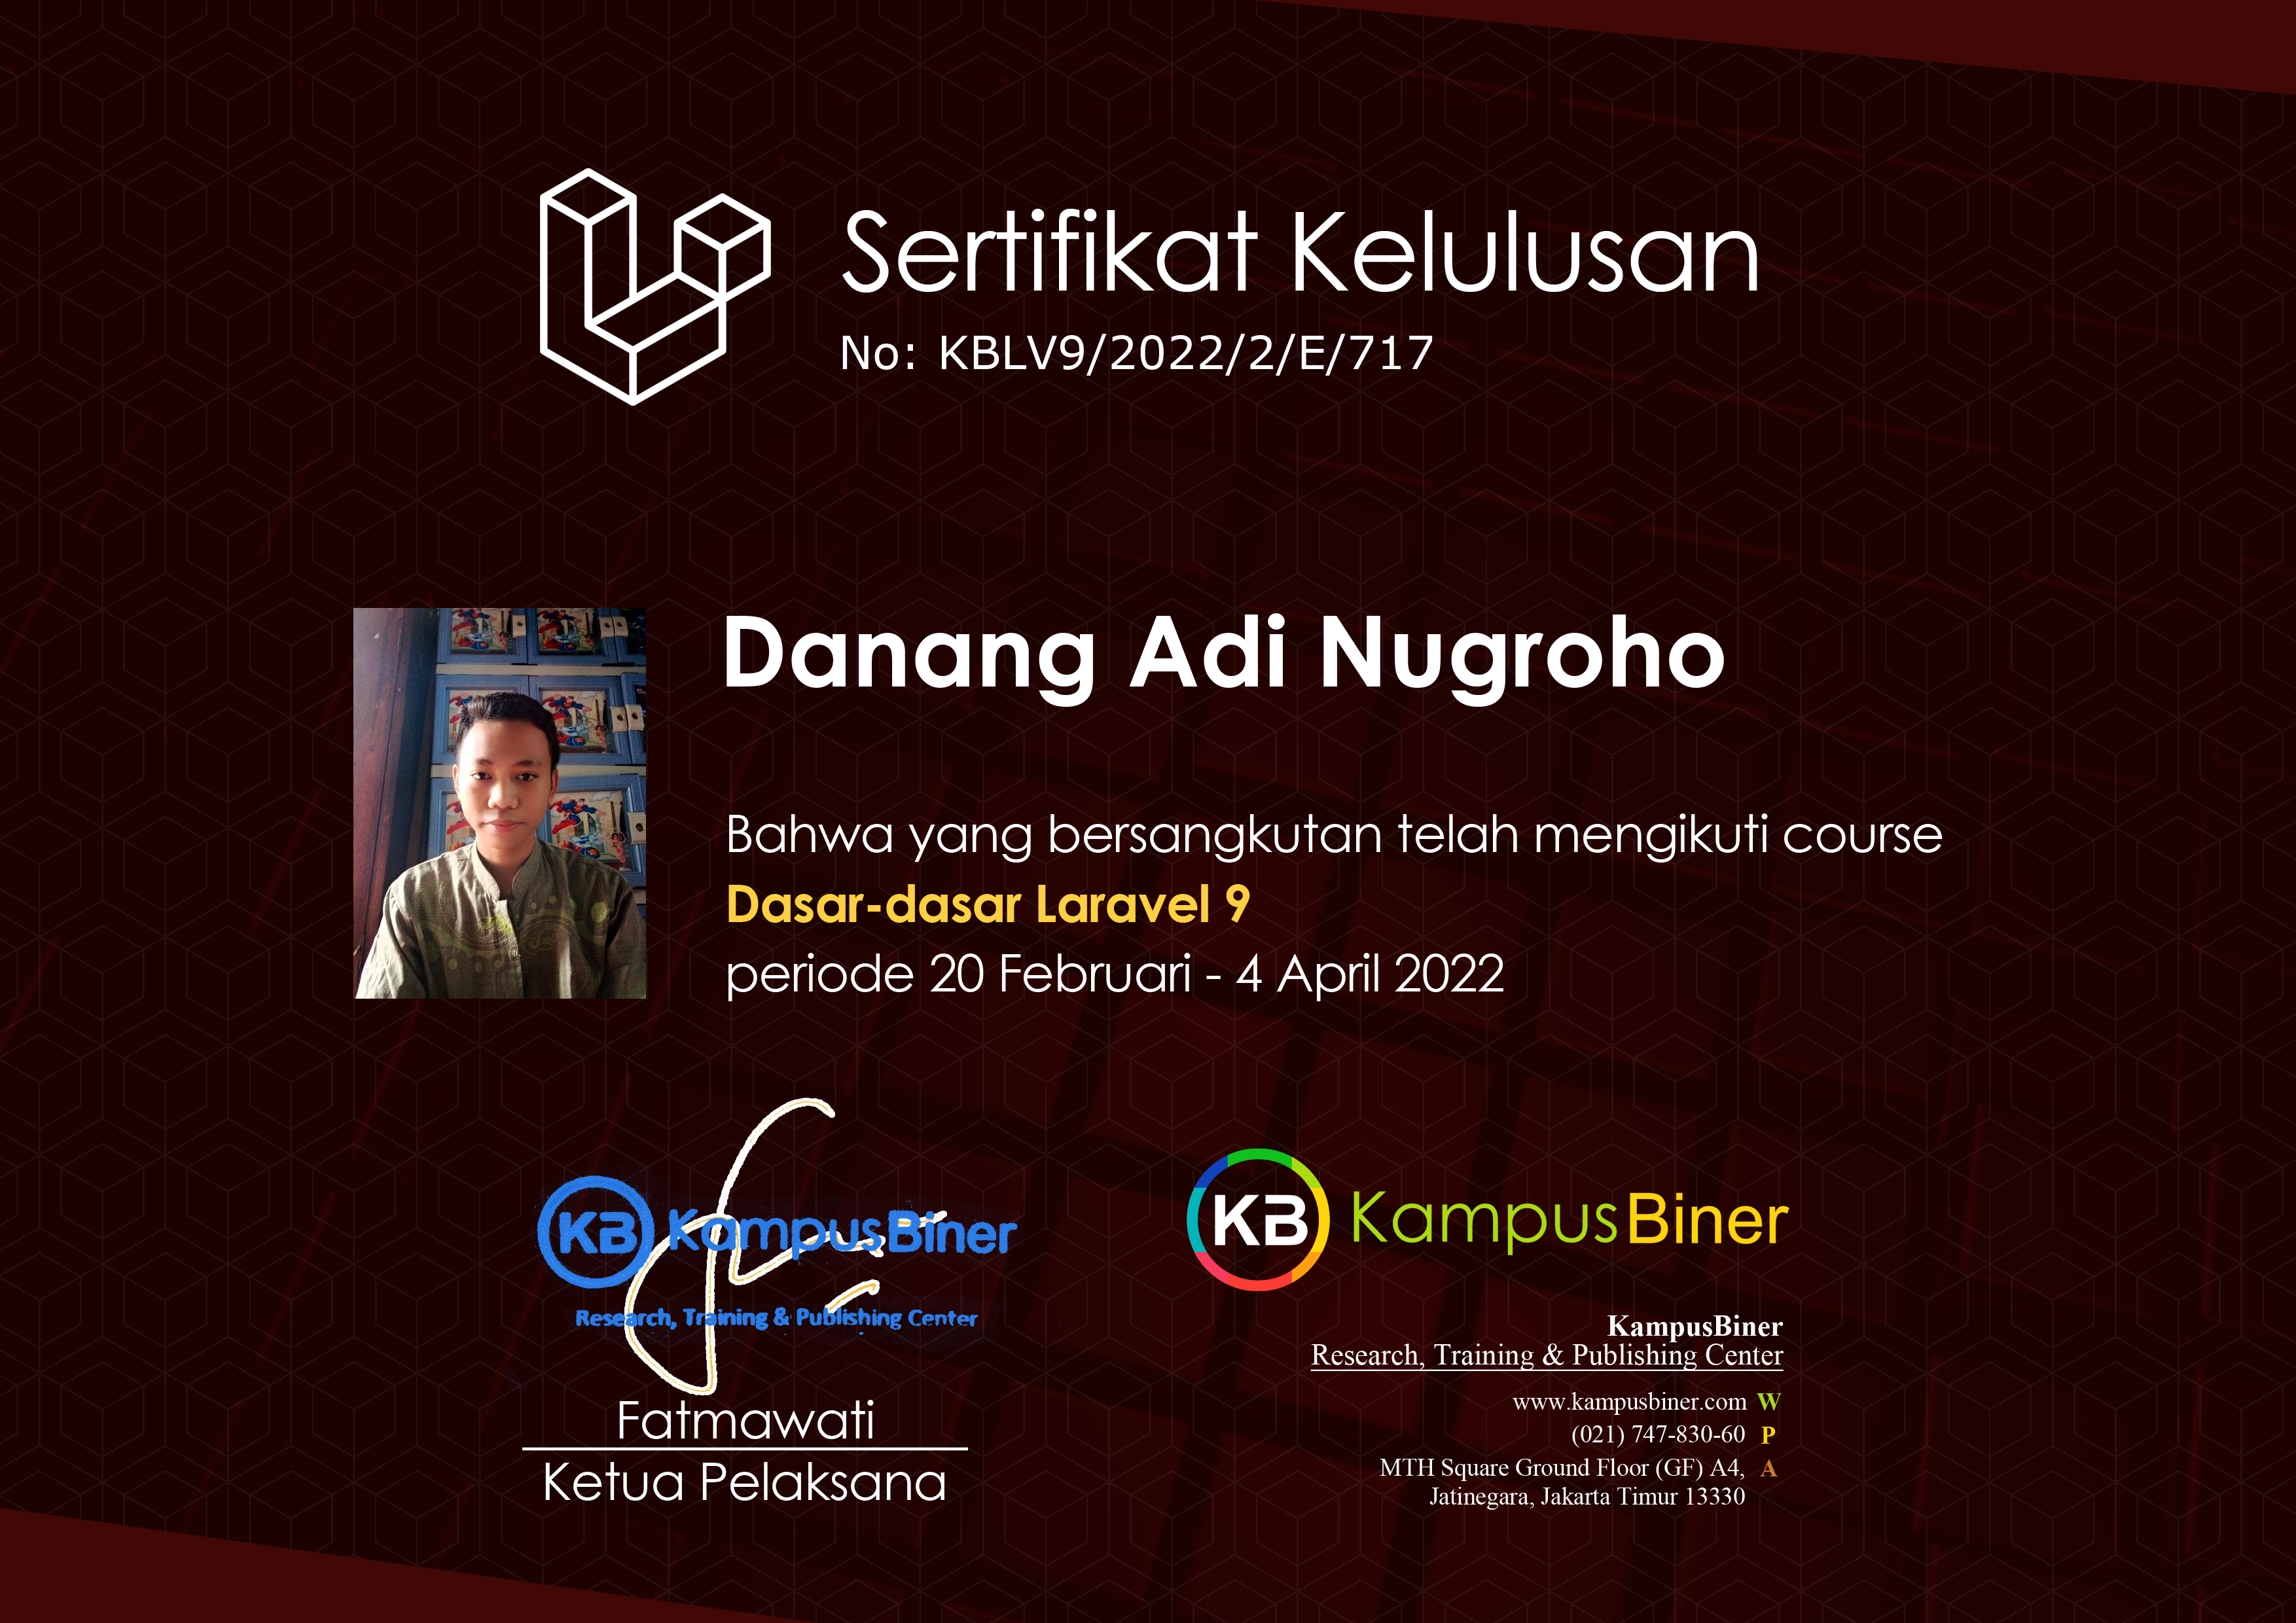 Sertifikat Kelulusan
No: KBLV9/2022/2/E/717
Danang Adi Nugroho
Bahwa yang bersangkutan telah mengikuti course
Dasar-dasar Laravel 9
periode 20 Februari - 4 April 2022
KB KampusBiner
Research, Training & Publishing Center
Fatmawati
Ketua Pelaksana
KB KampusBiner
KampusBiner
Research, Training & Publishing Center
www.kampusbiner.com W
(021) 747-830-60 P
MTH Square Ground Floor (GF) A4, A
Jatinegara, Jakarta Timur 13330